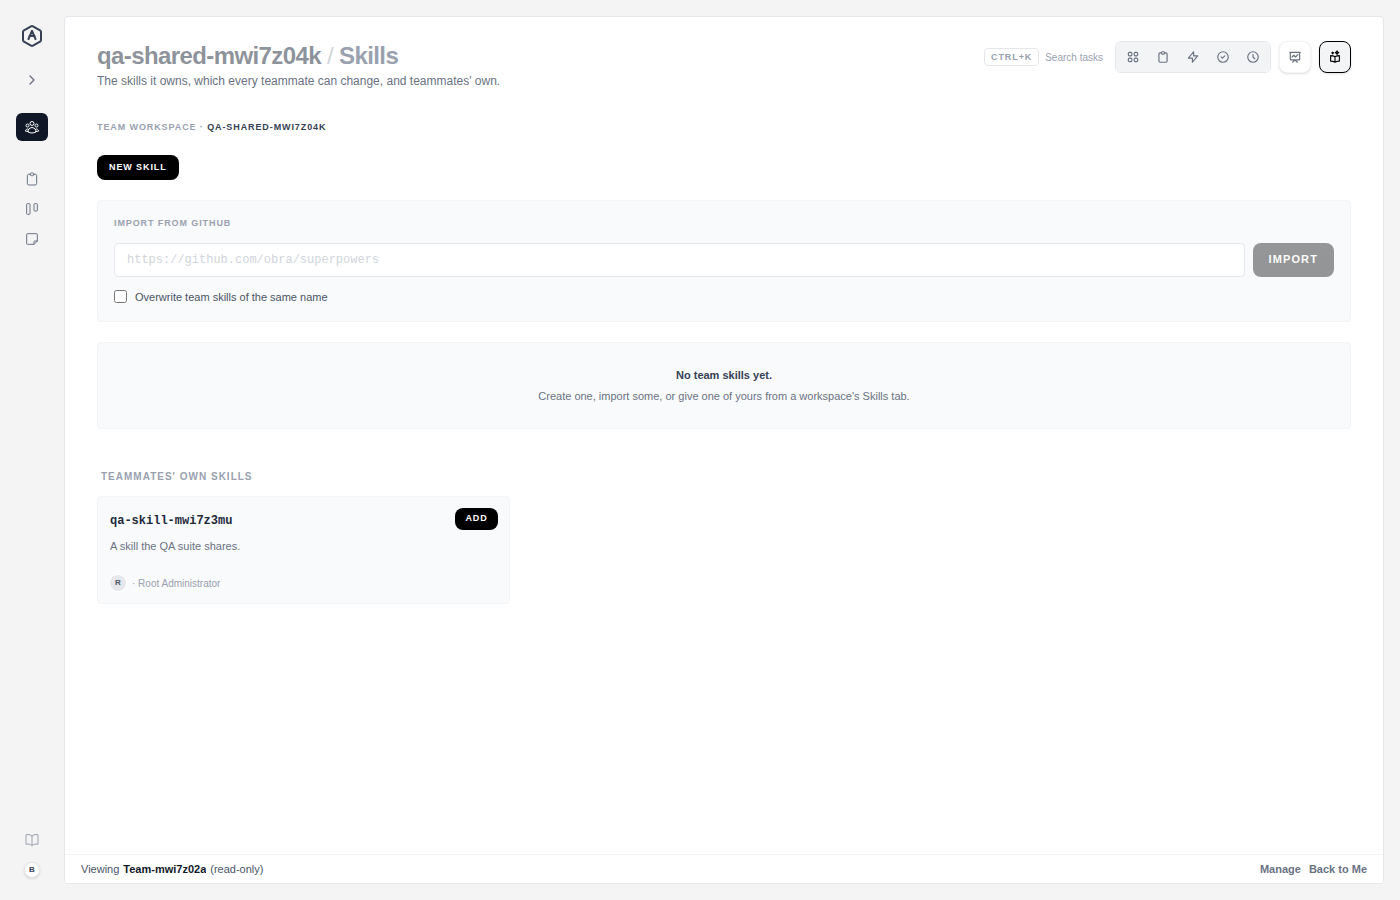 qa-shared-mwi7z04k / Skills
The skills it owns, which every teammate can change, and teammates' own.
CTRL+K Search tasks
TEAM WORKSPACE · QA-SHARED-MWI7Z04K
NEW SKILL
IMPORT FROM GITHUB
https://github.com/obra/superpowers
IMPORT
Overwrite team skills of the same name
No team skills yet.
Create one, import some, or give one of yours from a workspace's Skills tab.
TEAMMATES' OWN SKILLS
qa-skill-mwi7z3mu
ADD
A skill the QA suite shares.
R · Root Administrator
B
Viewing Team-mwi7z02a (read-only)
Manage Back to Me